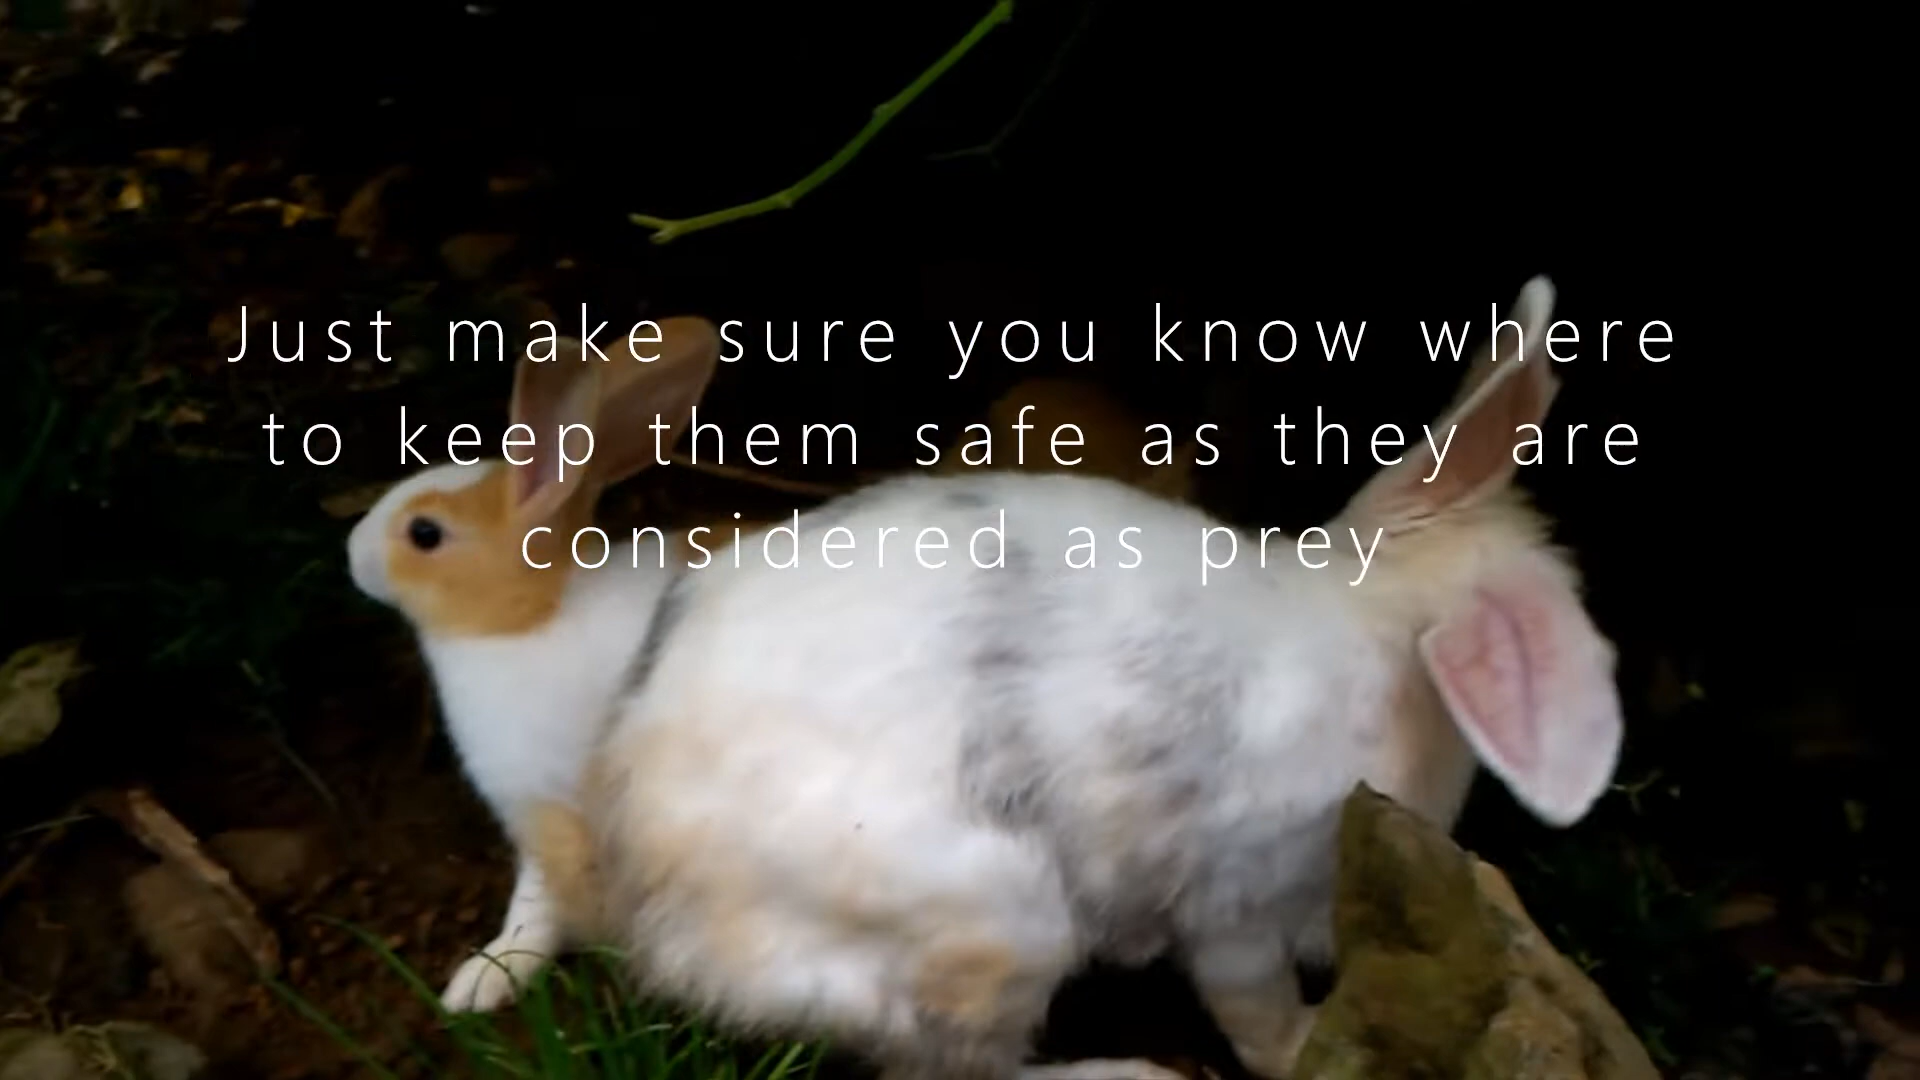 Just make sure you know where
to keep them safe as they are
considered as prey